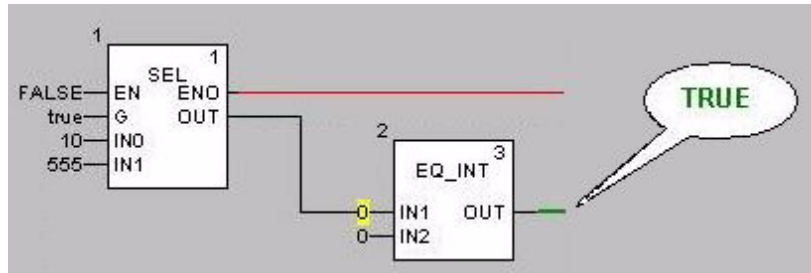 1
1
SEL
FALSE EN ENO
true G OUT
10 IN0
555 IN1
TRUE
2
3
EQ_INT
0 IN1 OUT
0 IN2